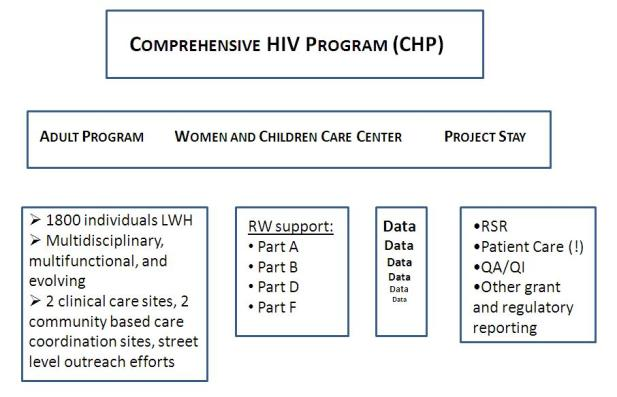 COMPREHENSIVE HIV PROGRAM (CHP)
ADULT PROGRAM WOMEN AND CHILDREN CARE CENTER PROJECT STAY
➢ 1800 individuals LWH
➢ Multidisciplinary,
multifunctional, and
evolving
➢ 2 clinical care sites, 2
community based care
coordination sites, street
level outreach efforts
RW support:
• Part A
• Part B
• Part D
• Part F
Data
Data
Data
Data
Data
Data
•RSR
•Patient Care (!)
•QA/QI
•Other grant
and regulatory
reporting